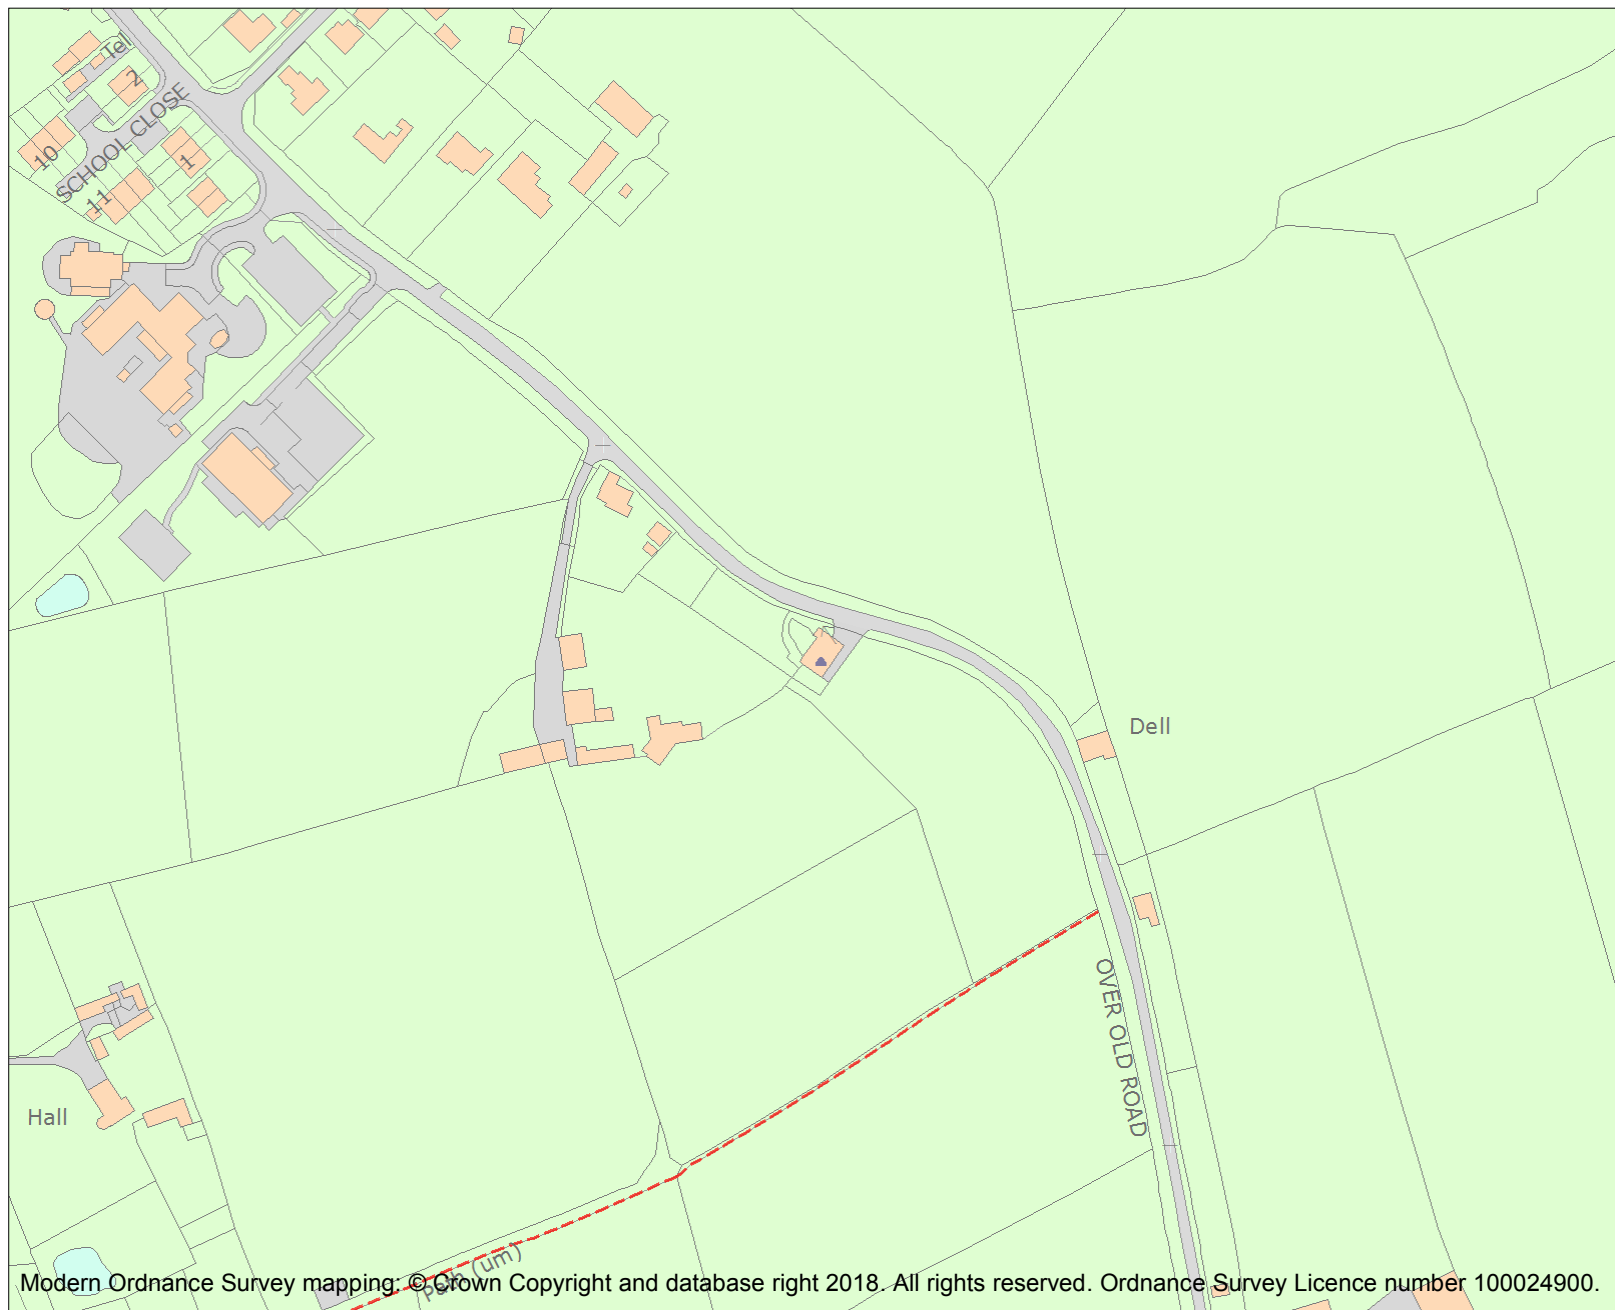 Tel
2
SCHOOL CLOSE
10
1
11
Dell
OVER OLD ROAD
Hall
Path (um)
Modern Ordnance Survey mapping: © Crown Copyright and database right 2018. All rights reserved. Ordnance Survey Licence number 100024900.